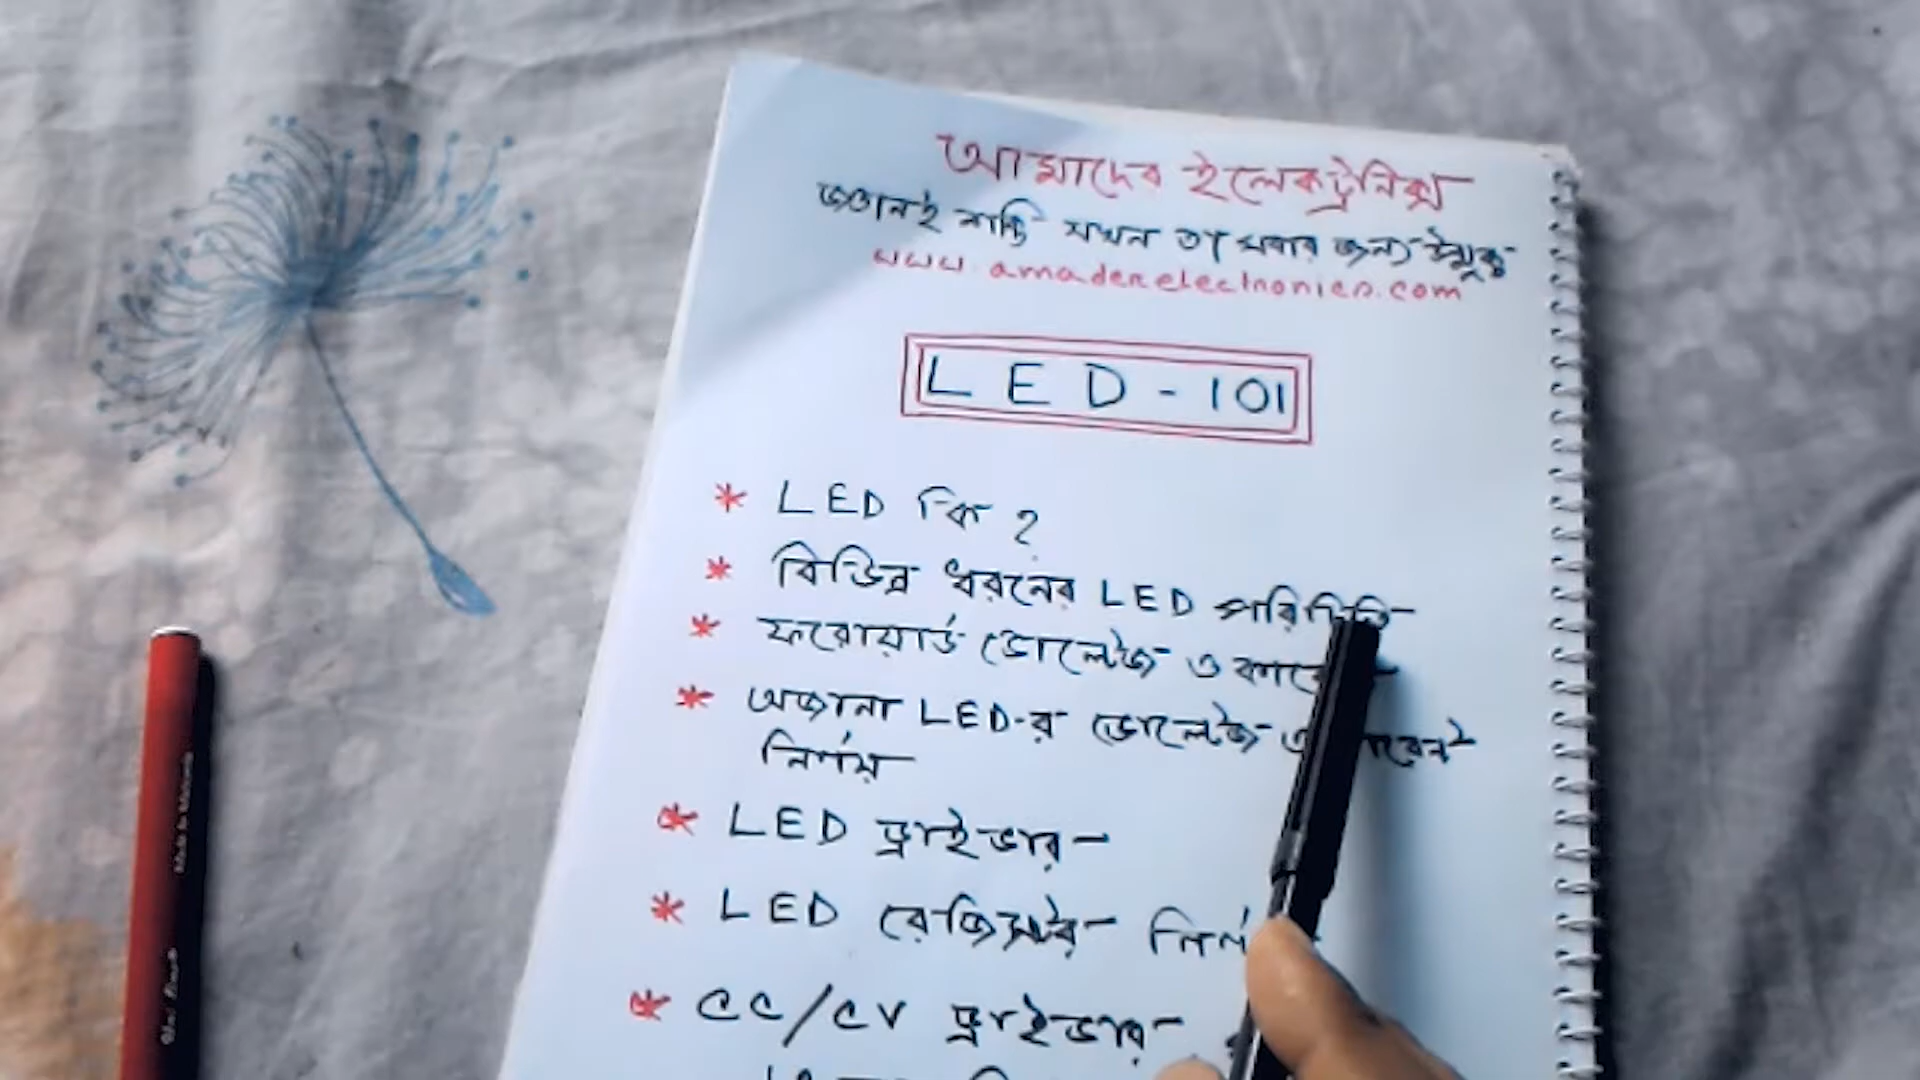 আমাদের ইলেকট্রনিক্স
জ্ঞানই শক্তি যখন তা সবার জন্য উন্মুক্ত
www.amaderelectronics.com
LED-101
* LED কি ?
* বিভিন্ন ধরনের LED পরিচিতি
* ফরোয়ার্ড ভোল্টেজ ও
* অজানা LED-র ভোল্টেজ
নির্ণয়
* LED ড্রাইভার
* LED রেজিস্টর
* CC/CV ড্রাইভার